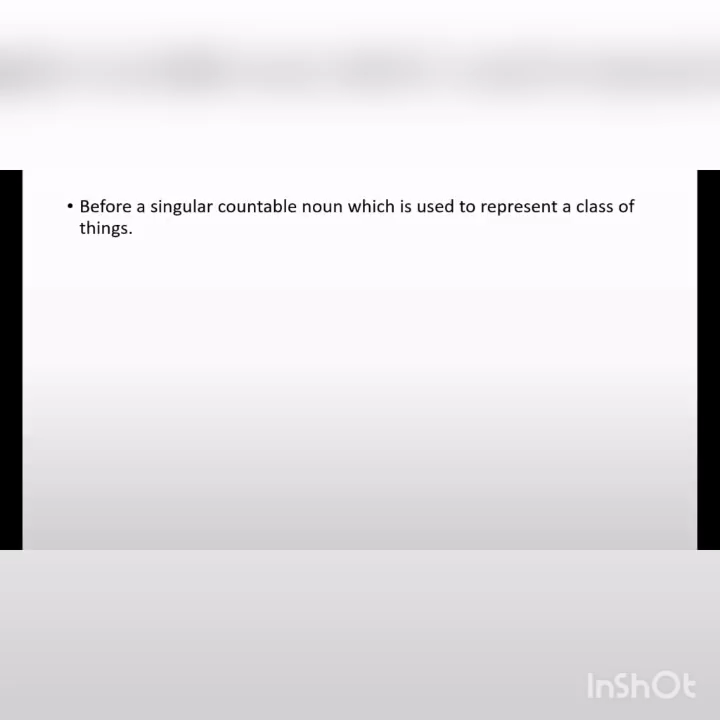 • Before a singular countable noun which is used to represent a class of
things.
InShOt